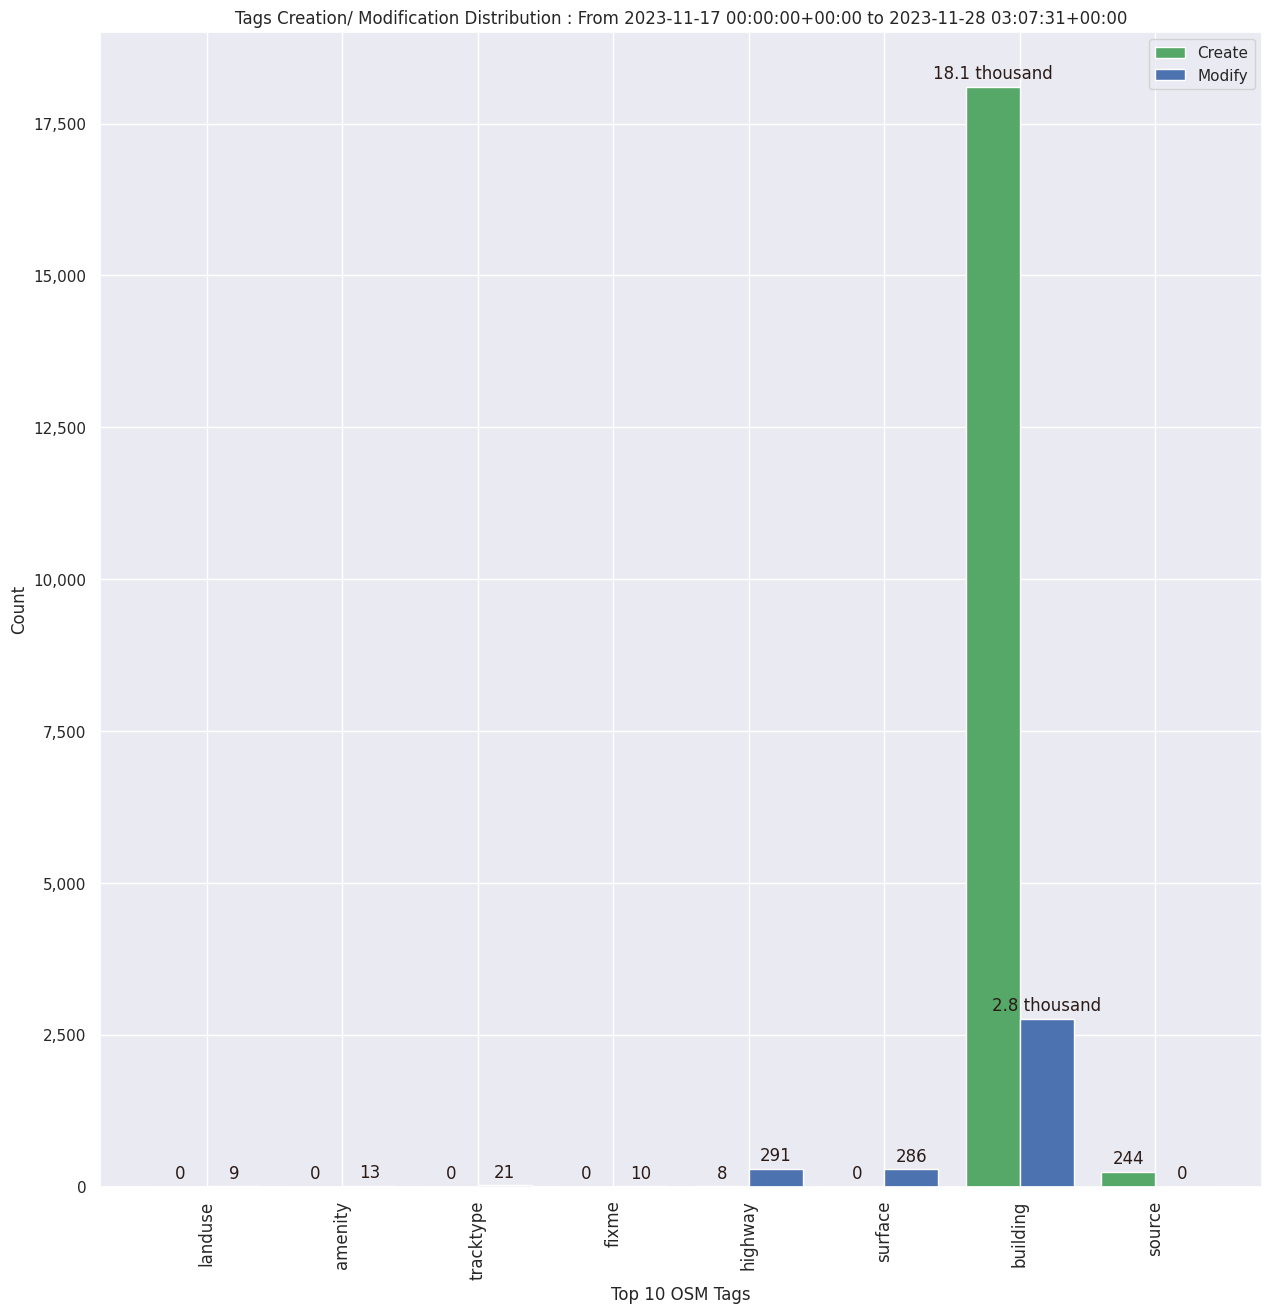 Tags Creation/ Modification Distribution : From 2023-11-17 00:00:00+00:00 to 2023-11-28 03:07:31+00:00
Create
Modify
18.1 thousand
17,500
15,000
12,500
10,000
Count
7,500
5,000
2.8 thousand
2,500
0 9 0 13 0 21 0 10 8 291 0 286 244 0
0
landuse amenity tracktype fixme highway surface building source
Top 10 OSM Tags